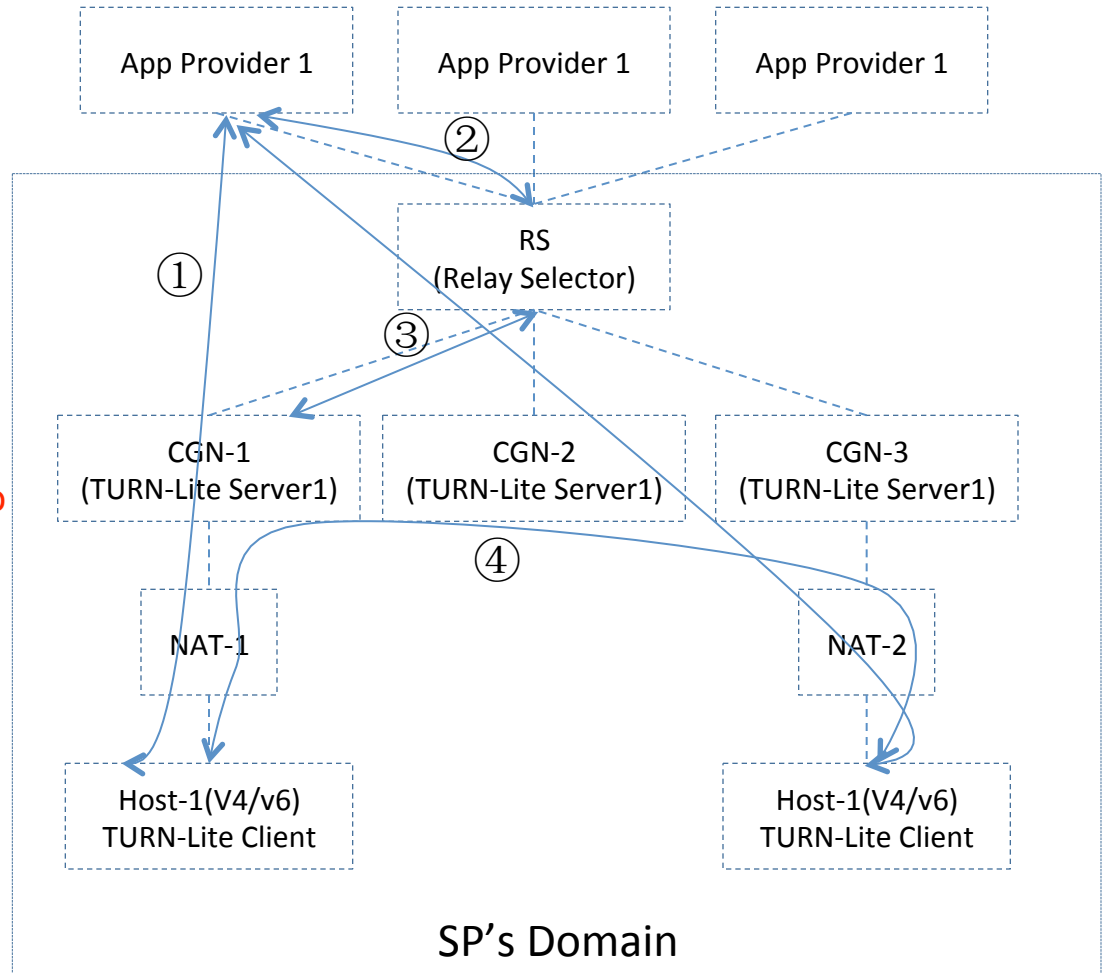 App Provider 1
App Provider 1
App Provider 1
②
RS
(Relay Selector)
①
③
CGN-1
(TURN-Lite Server1)
CGN-2
(TURN-Lite Server1)
CGN-3
(TURN-Lite Server1)
④
NAT-1
NAT-2
Host-1(V4/v6)
TURN-Lite Client
Host-1(V4/v6)
TURN-Lite Client
SP’s Domain